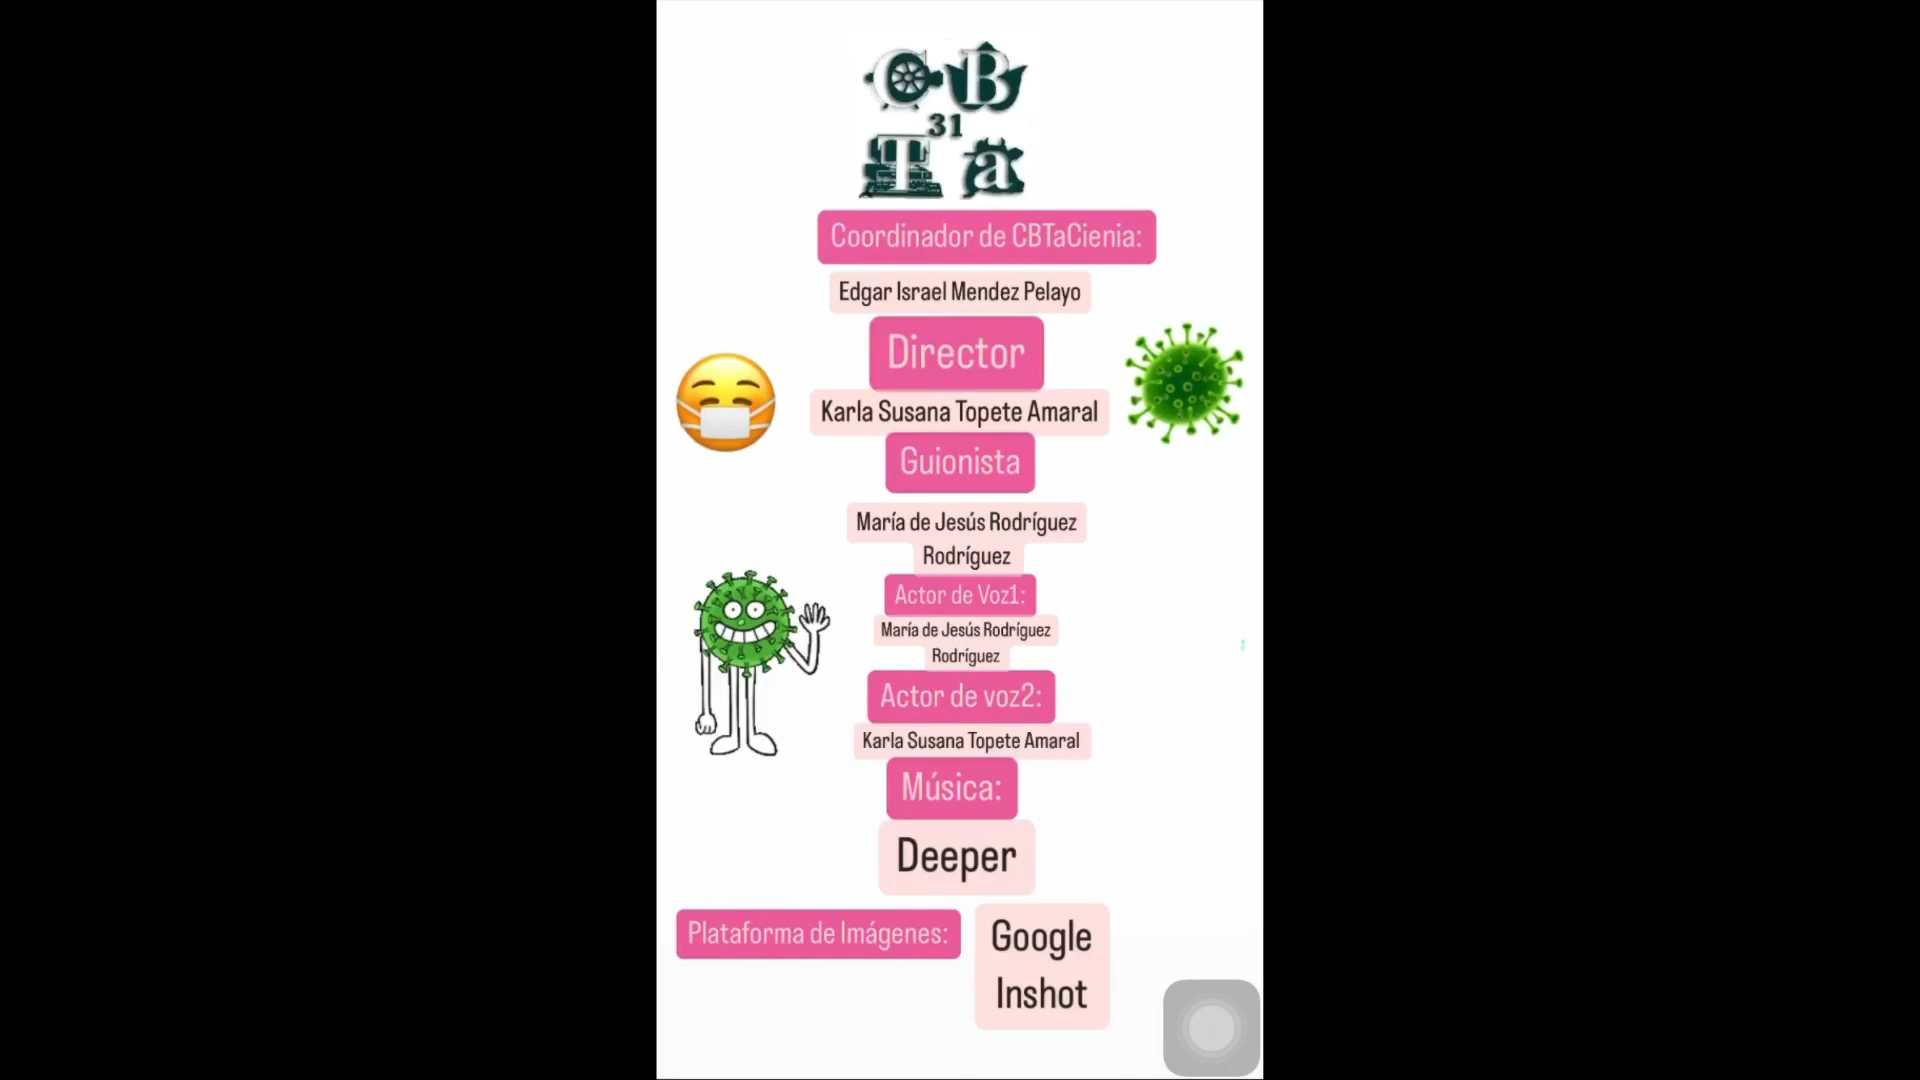 C B
31
T a
Coordinador de CBTaCienia:
Edgar Israel Mendez Pelayo
Director
Karla Susana Topete Amaral
Guionista
María de Jesús Rodríguez
Rodríguez
Actor de Voz1:
María de Jesús Rodríguez
Rodríguez
Actor de voz2:
Karla Susana Topete Amaral
Música:
Deeper
Plataforma de Imágenes:
Google
Inshot